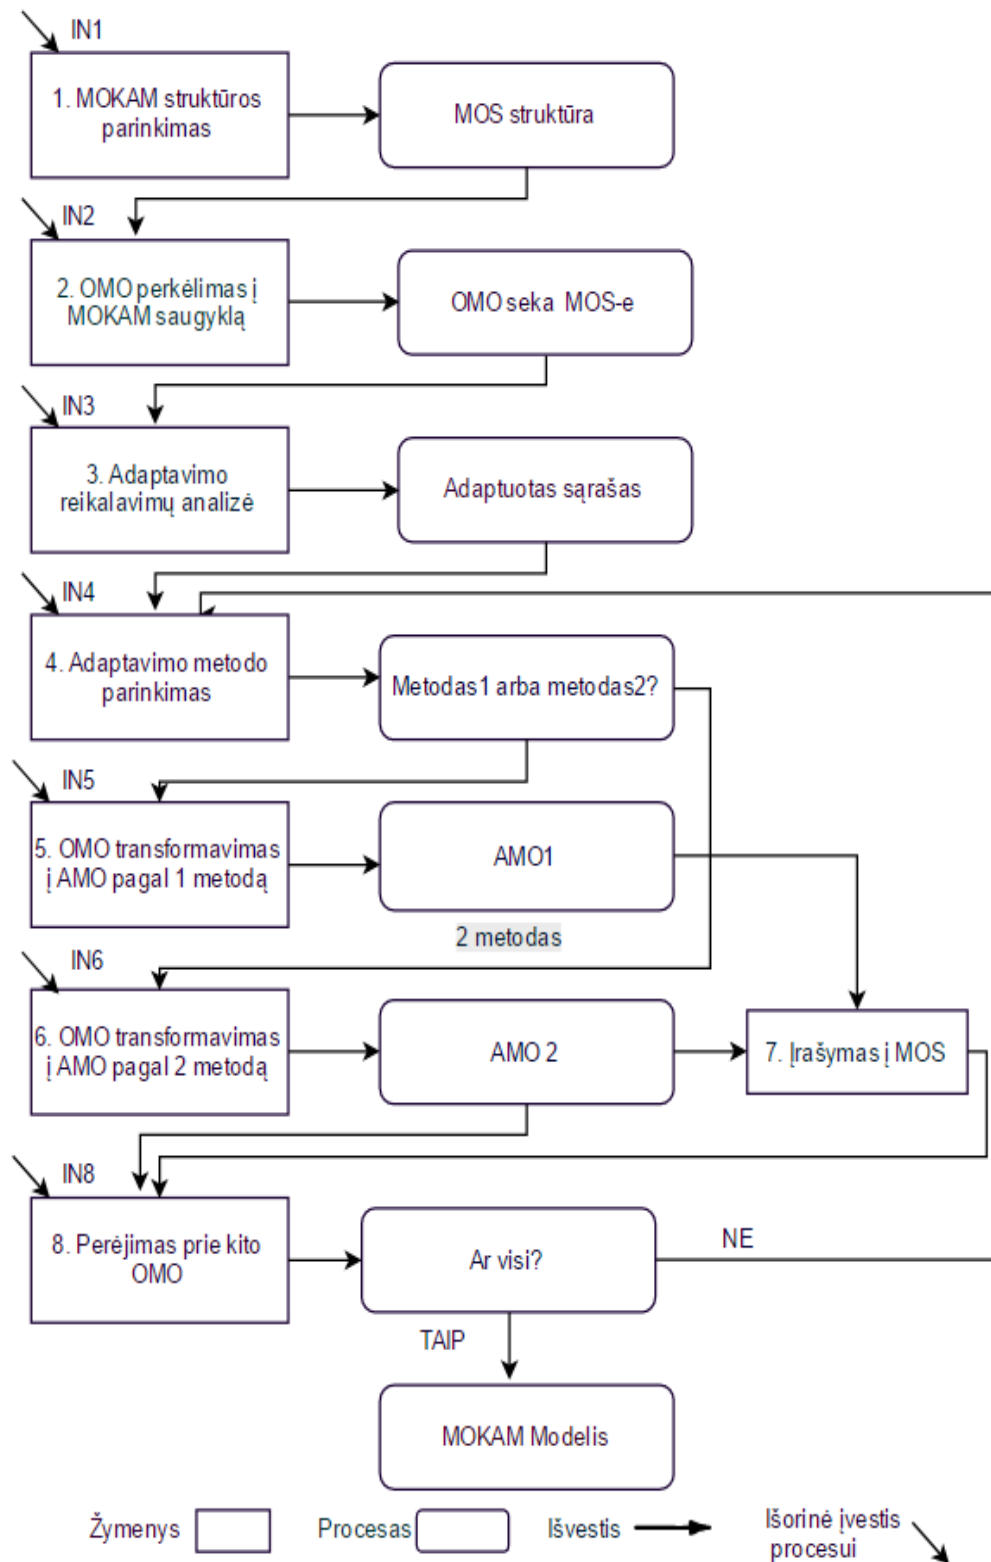 IN1
1. MOKAM struktūros
parinkimas
MOS struktūra
IN2
2. OMO perkėlimas į
MOKAM saugyklą
OMO seka MOS-e
IN3
3. Adaptavimo
reikalavimų analizė
Adaptuotas sąrašas
IN4
4. Adaptavimo metodo
parinkimas
Metodas1 arba metodas2?
IN5
5. OMO transformavimas
į AMO pagal 1 metodą
AMO1
2 metodas
IN6
6. OMO transformavimas
į AMO pagal 2 metodą
AMO 2
7. Įrašymas į MOS
IN8
8. Perėjimas prie kito
OMO
Ar visi?
NE
TAIP
MOKAM Modelis
Žymenys
Procesas
Išvestis
Išorinė įvestis
procesui